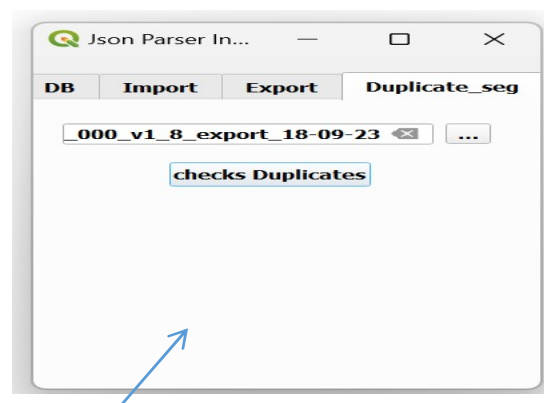 Json Parser In...
DB Import Export Duplicate_seg
_000_v1_8_export_18-09-23 ...
checks Duplicates